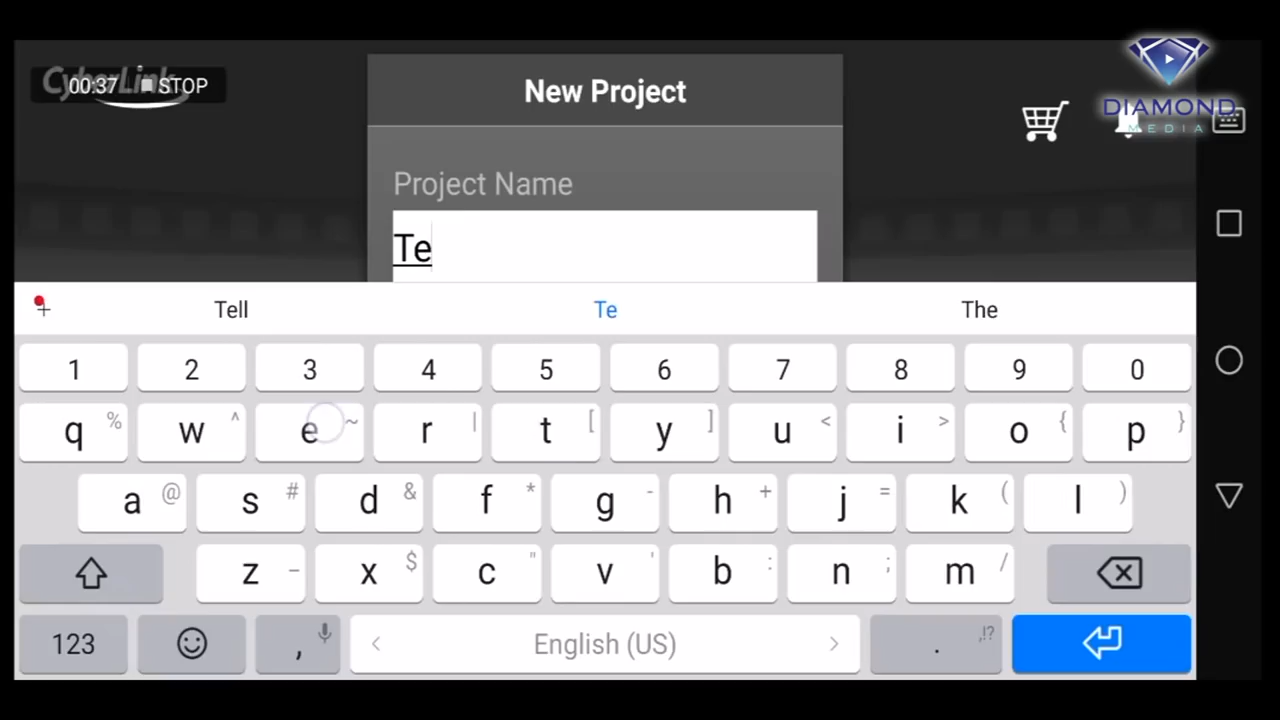 CyberLink
00:37 STOP
New Project
DIAMOND
MEDIA
Project Name
Te
+ Tell Te The
1 2 3 4 5 6 7 8 9 0
q % w ^ e ~ r | t [ y ] u < i > o { p }
a @ s # d & f * g - h + j = k ( l )
z _ x $ c " v ' b : n ; m /
123 , < English (US) > . ,!?